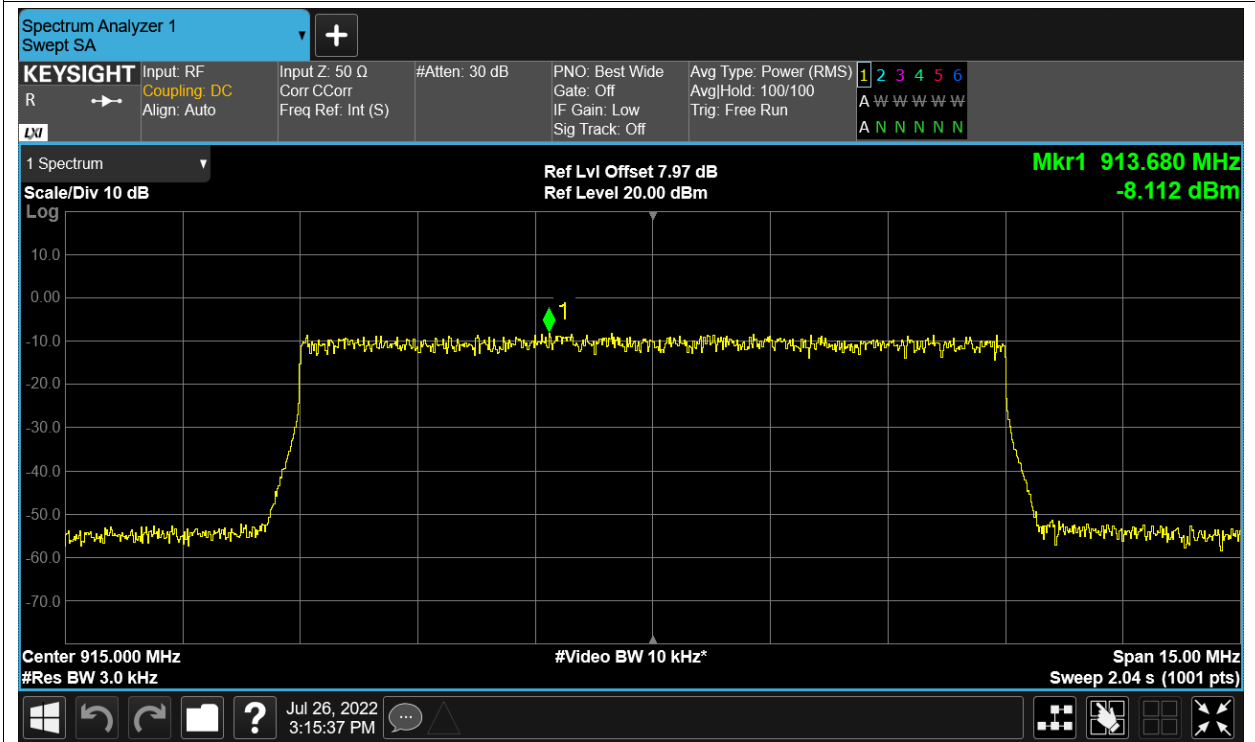 Spectrum Analyzer 1
Swept SA
+
KEYSIGHT
R
LXI
Input: RF
Coupling: DC
Align: Auto
Input Z: 50 Ω
Corr CCorr
Freq Ref: Int (S)
#Atten: 30 dB
PNO: Best Wide
Gate: Off
IF Gain: Low
Sig Track: Off
Avg Type: Power (RMS)
Avg|Hold: 100/100
Trig: Free Run
1 2 3 4 5 6
A W W W W W
A N N N N N
1 Spectrum
Scale/Div 10 dB
Log
Ref Lvl Offset 7.97 dB
Ref Level 20.00 dBm
Mkr1 913.680 MHz
-8.112 dBm
10.0
0.00
-10.0
-20.0
-30.0
-40.0
-50.0
-60.0
-70.0
1
Center 915.000 MHz
#Res BW 3.0 kHz
#Video BW 10 kHz*
Span 15.00 MHz
Sweep 2.04 s (1001 pts)
?
Jul 26, 2022
3:15:37 PM